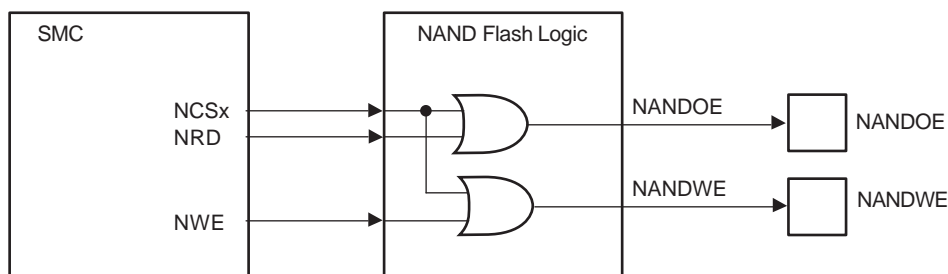 SMC
NAND Flash Logic
NCSx
NRD
NANDOE
NANDOE
NWE
NANDWE
NANDWE